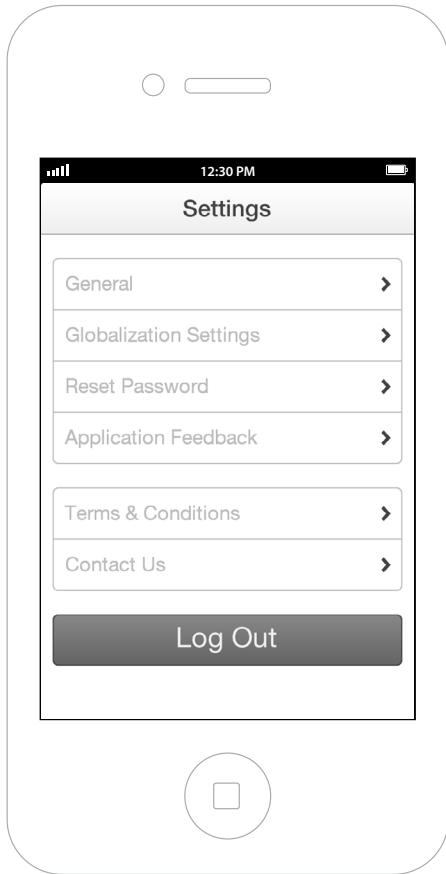 12:30 PM
Settings
General
Globalization Settings
Reset Password
Application Feedback
Terms & Conditions
Contact Us
Log Out